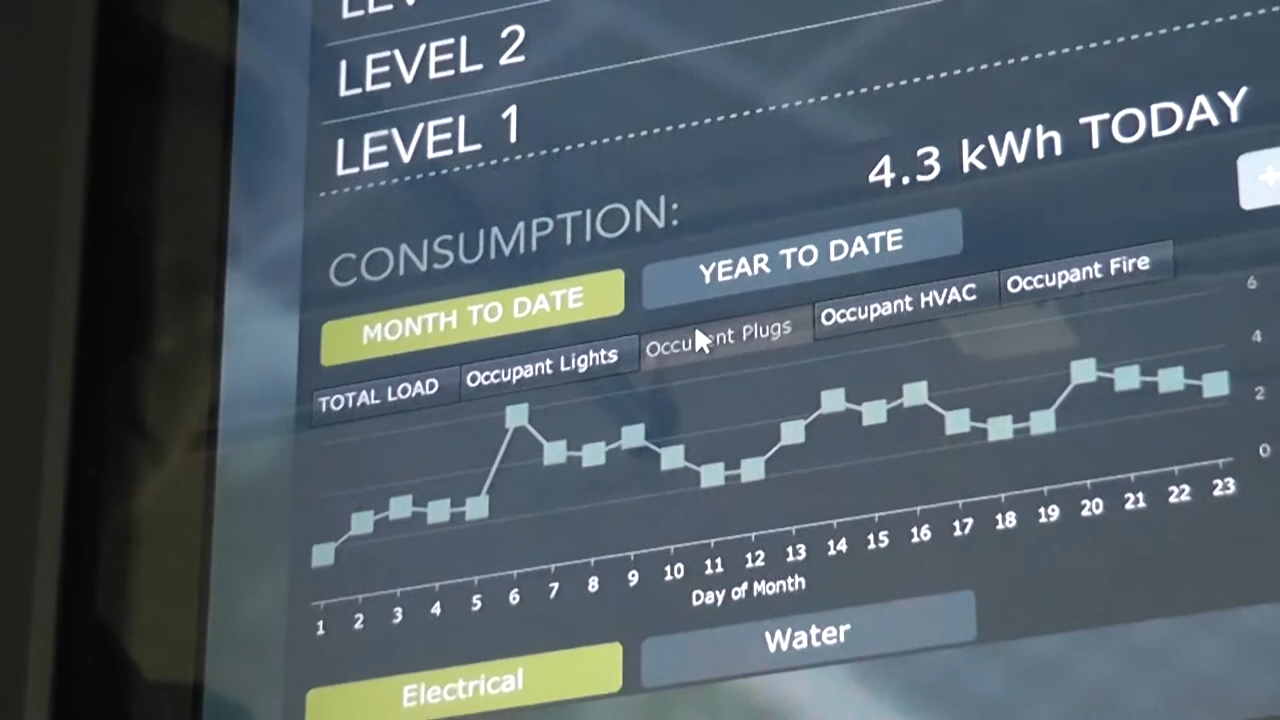 LEVEL 2
LEVEL 1
4.3 kWh TODAY
+
CONSUMPTION:
MONTH TO DATE YEAR TO DATE
TOTAL LOAD Occupant Lights Plugs Occupant HVAC Occupant Fire
6
4
2
0
1 2 3 4 5 6 7 8 9 10 11 12 13 14 15 16 17 18 19 20 21 22 23
Day of Month
Electrical Water